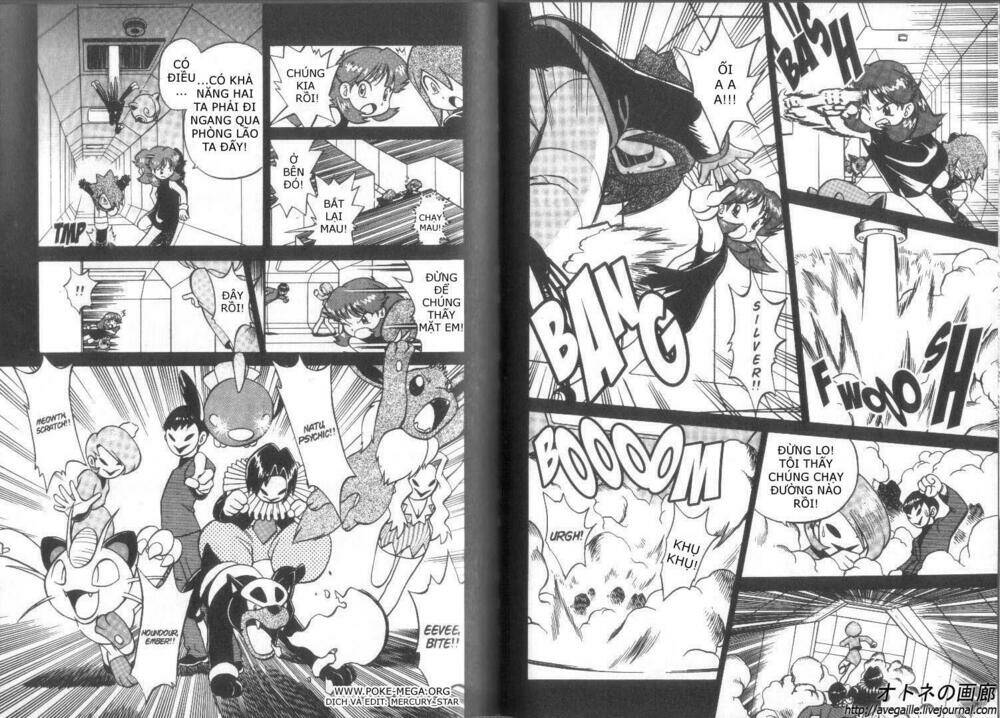 CÓ
ĐIỀU
...
...CÓ KHẢ
NĂNG HAI
TA PHẢI ĐI
NGANG QUA
PHÒNG LÃO
TA ĐẤY!
TMP
CHÚNG
KIA
RỒI!
Ở
BÊN
ĐÓ!
BẮT LẠI
MAU!
CHẠY
MAU!
!!
ĐÂY
RỒI!
ĐỪNG
ĐỂ
CHÚNG
THẤY
MẶT EM!
MEOWTH,
SCRATCH!!
NATU,
PSYCHIC!!
HOUNDOUR,
EMBER!!
EEVEE,
BITE!!
WWW.POKE-MEGA.ORG
DỊCH VÀ EDIT: MERCURY_STAR
ỐI
A A
A!!!
BASH
SILVER!!
BANG
FWOOOSH
BOOOOM
URGH!
KHỤ
KHỤ!
ĐỪNG LO!
TÔI THẤY
CHÚNG CHẠY
ĐƯỜNG NÀO
RỒI!
オトネの画廊
http://avegaille.livejournal.com